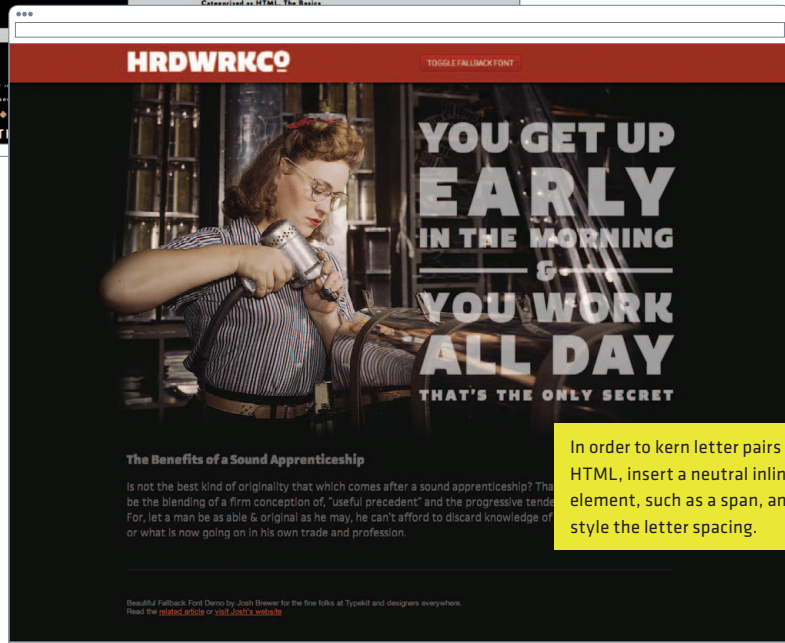 Categorized as HTML, The Basics
HRDWRKCO
TOGGLE FALLBACK FONT
YOU GET UP
EARLY
IN THE MORNING
&
YOU WORK
ALL DAY
THAT'S THE ONLY SECRET
The Benefits of a Sound Apprenticeship
Is not the best kind of originality that which comes after a sound apprenticeship? Tha
be the blending of a firm conception of, "useful precedent" and the progressive tende
For, let a man be as able & original as he may, he can't afford to discard knowledge of
or what is now going on in his own trade and profession.
In order to kern letter pairs
HTML, insert a neutral inlin
element, such as a span, an
style the letter spacing.
Beautiful Fallback Font Demo by Josh Brewer for the fine folks at Typekit and designers everywhere.
Read the related article or visit Josh's website